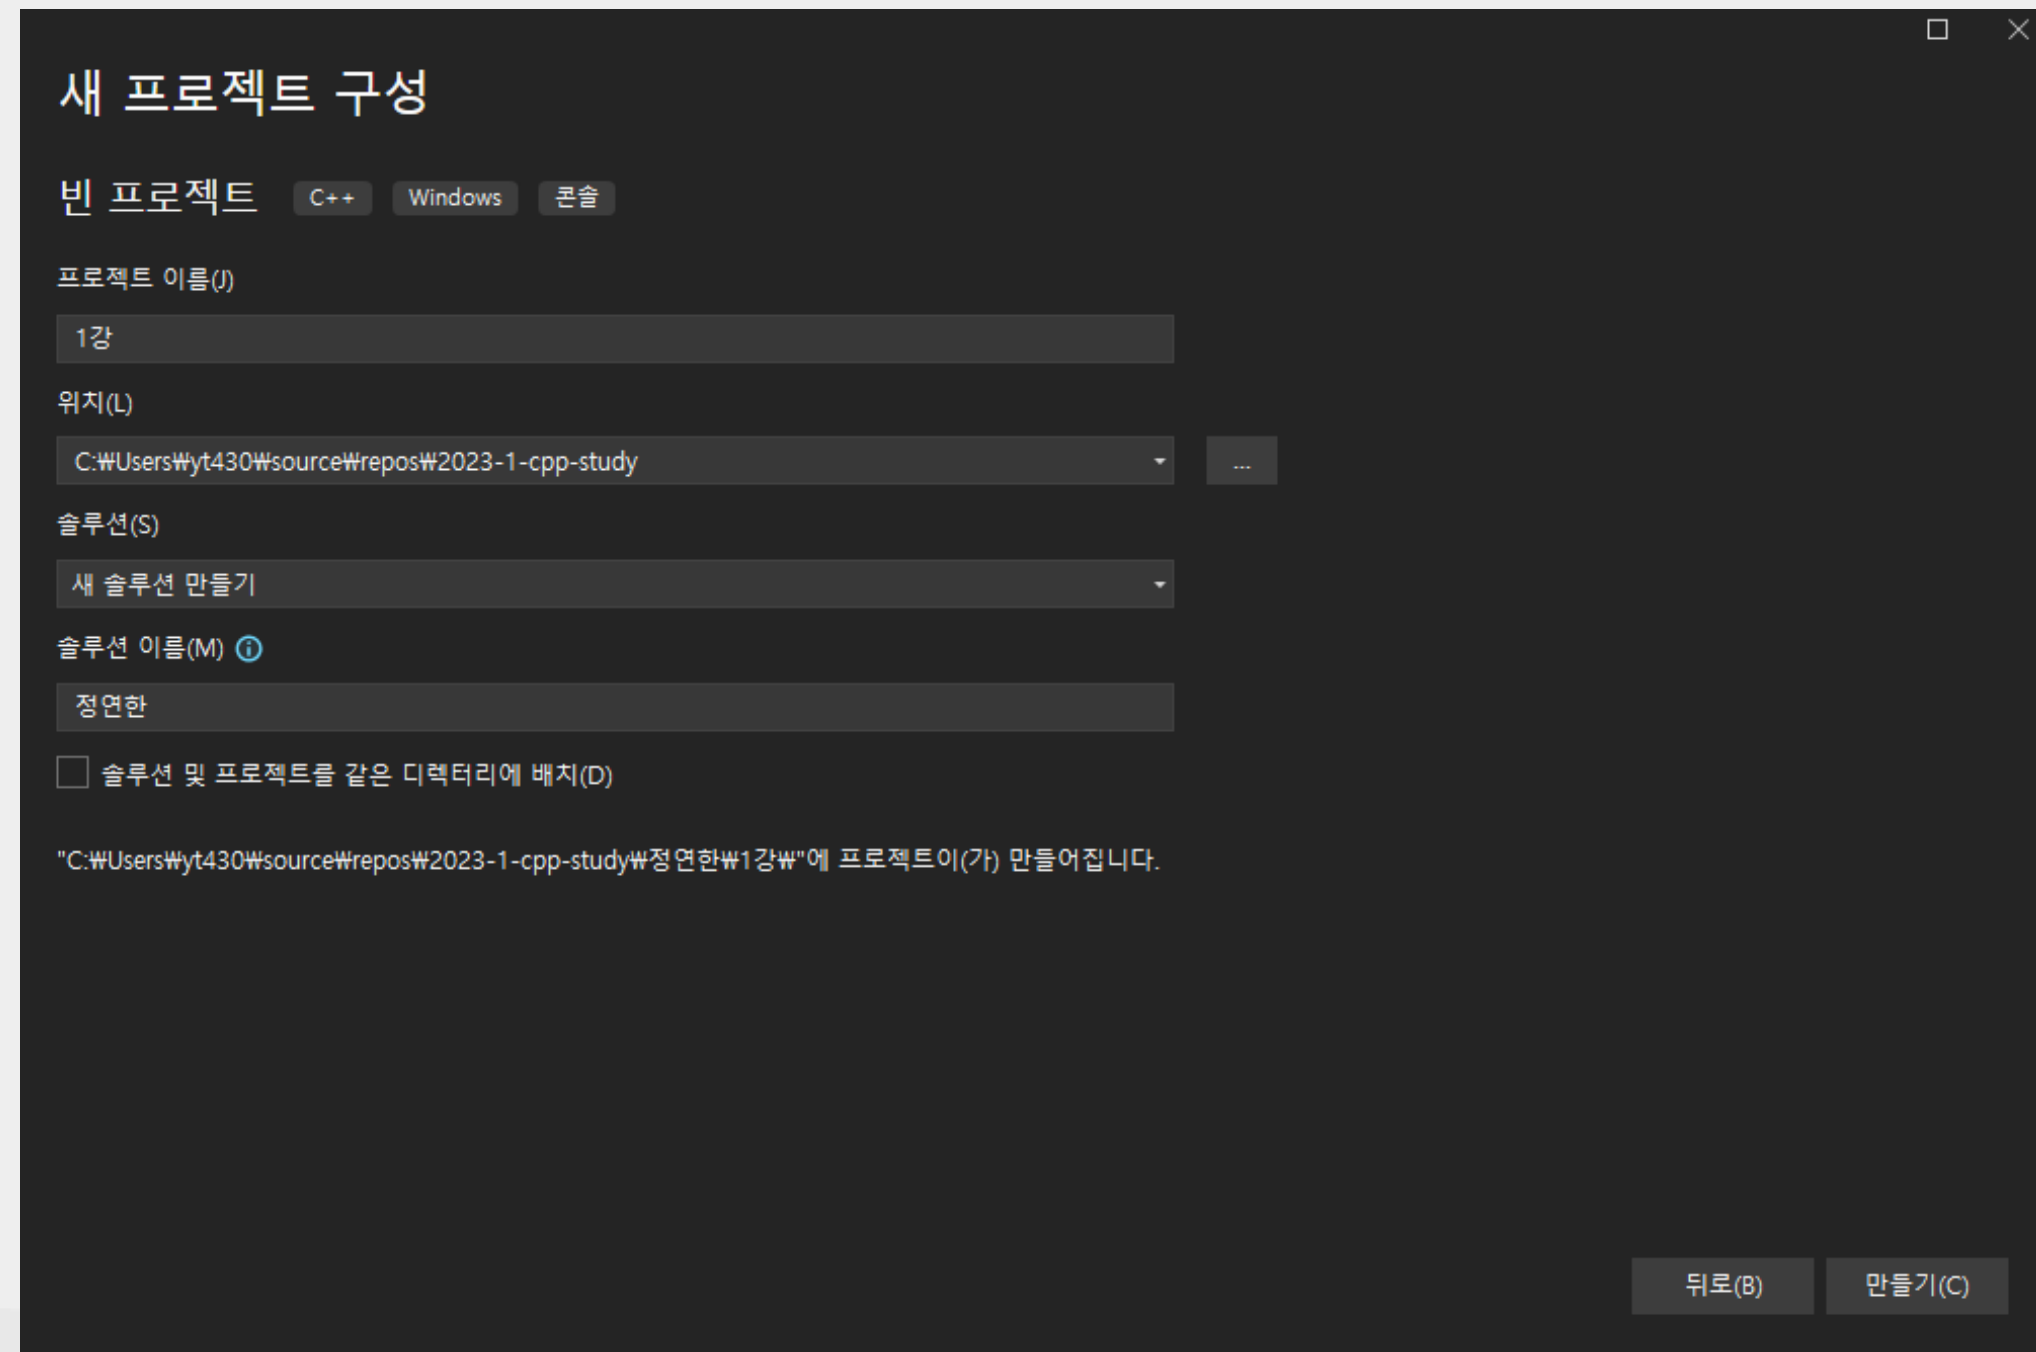 새 프로젝트 구성
빈 프로젝트 C++ Windows 콘솔
프로젝트 이름(J)
1강
위치(L)
C:₩Users₩yt430₩source₩repos₩2023-1-cpp-study
...
솔루션(S)
새 솔루션 만들기
솔루션 이름(M)
정연한
솔루션 및 프로젝트를 같은 디렉터리에 배치(D)
"C:₩Users₩yt430₩source₩repos₩2023-1-cpp-study₩정연한₩1강₩"에 프로젝트이(가) 만들어집니다.
뒤로(B) 만들기(C)